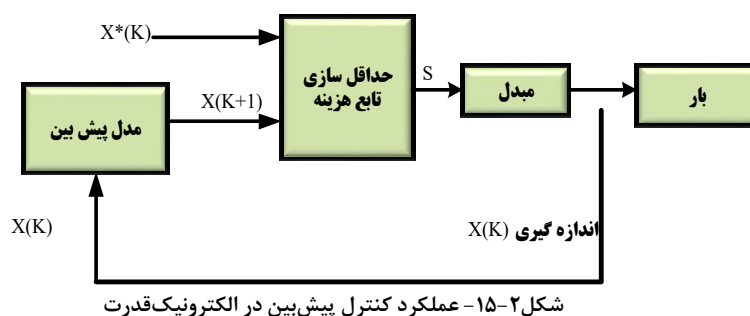 X*(K)
حداقل سازی
تابع هزینه
S
مبدل
بار
X(K+1)
مدل پیش بین
X(K)
اندازه گیری X(K)
شکل۲-۱۵- عملکرد کنترل پیش‌بین در الکترونیک‌قدرت